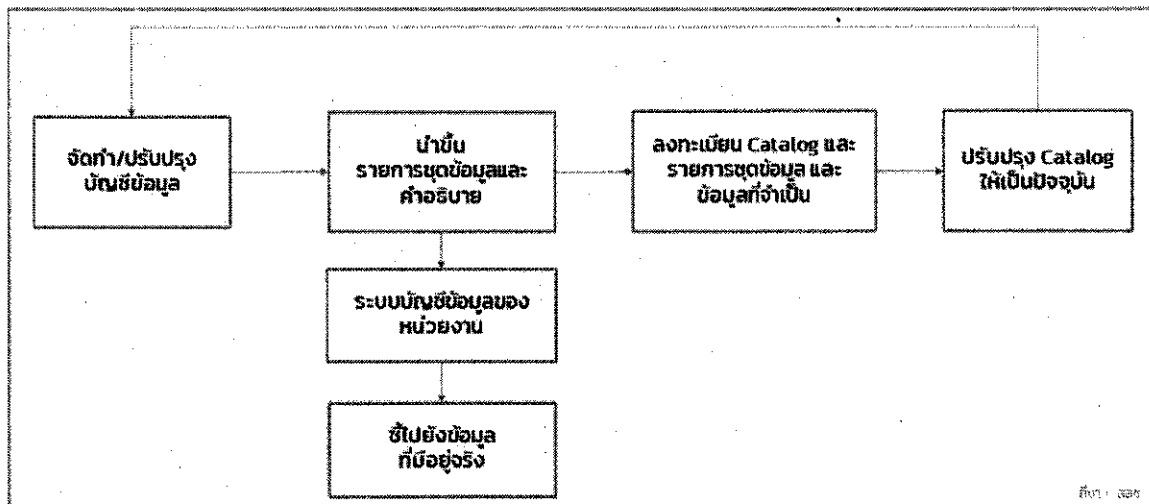 จัดทำ/ปรับปรุง
บัญชีข้อมูล
นำขึ้น
รายการชุดข้อมูลและ
คำอธิบาย
ลงทะเบียน Catalog และ
รายการชุดข้อมูล และ
ข้อมูลที่จำเป็น
ปรับปรุง Catalog
ให้เป็นปัจจุบัน
ระบบบัญชีข้อมูลของ
หน่วยงาน
ชี้ไปยังข้อมูล
ที่มีอยู่จริง
ที่มา :